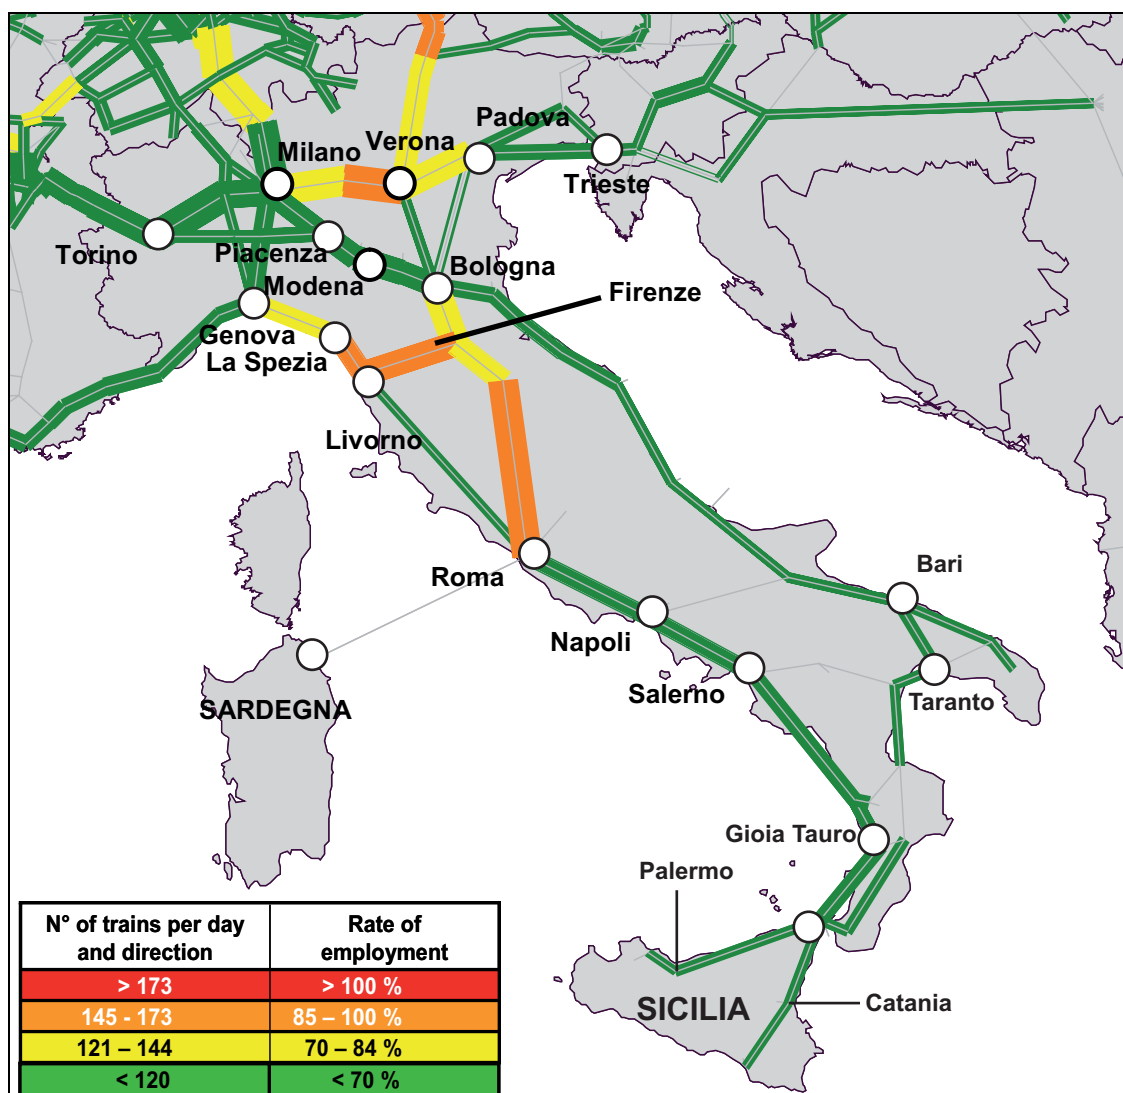 Padova
Verona
Milano
Trieste
Torino
Piacenza
Bologna
Modena
Firenze
Genova
La Spezia
Livorno
Roma
Bari
Napoli
Salerno
SARDEGNA
Taranto
Gioia Tauro
Palermo
SICILIA
Catania
N° of trains per day
and direction
Rate of
employment
> 173 > 100 %
145 - 173 85 – 100 %
121 – 144 70 – 84 %
< 120 < 70 %